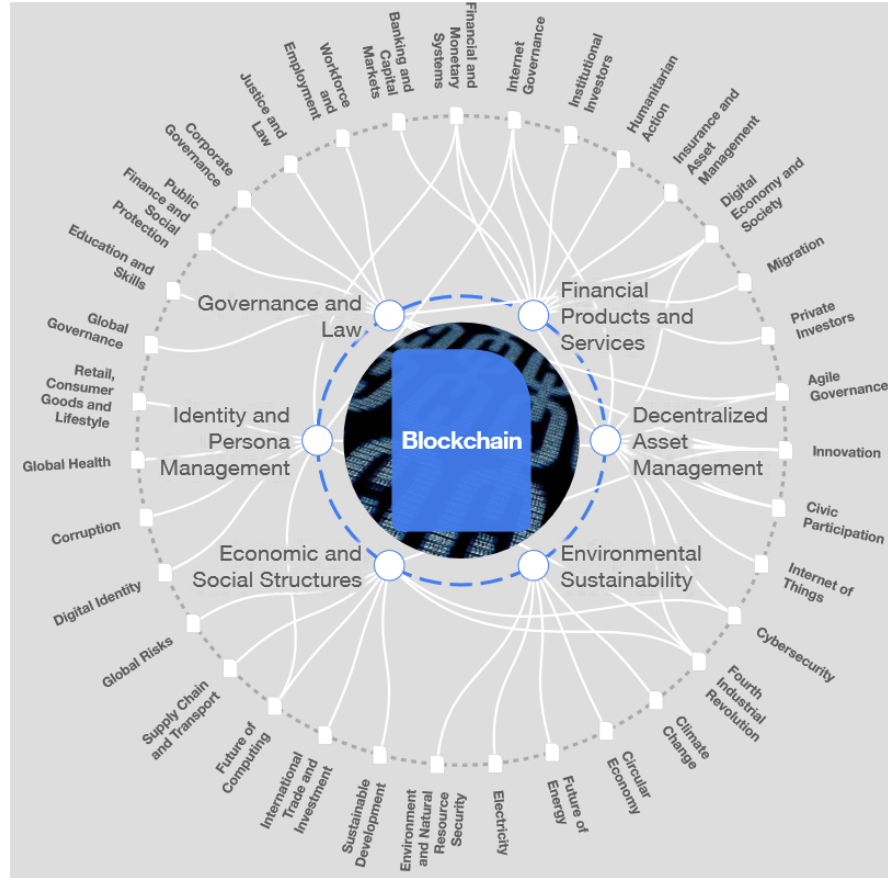 Financial and
Monetary
Systems
Internet
Governance
Institutional
Investors
Humanitarian
Action
Insurance and
Asset
Management
Digital
Economy and
Society
Migration
Private
Investors
Agile
Governance
Innovation
Civic
Participation
Internet of
Things
Cybersecurity
Fourth
Industrial
Revolution
Climate
Change
Circular
Economy
Future of
Energy
Electricity
Environment
and Natural
Resource
Security
Sustainable
Development
International
Trade and
Investment
Future of
Computing
Supply Chain
and Transport
Global Risks
Digital Identity
Corruption
Global Health
Retail,
Consumer
Goods and
Lifestyle
Global
Governance
Education and
Skills
Public
Finance and
Social
Protection
Corporate
Governance
Justice and
Law
Workforce
and
Employment
Banking and
Capital
Markets
Governance and
Law
Financial
Products and
Services
Identity and
Persona
Management
Blockchain
Decentralized
Asset
Management
Economic and
Social Structures
Environmental
Sustainability